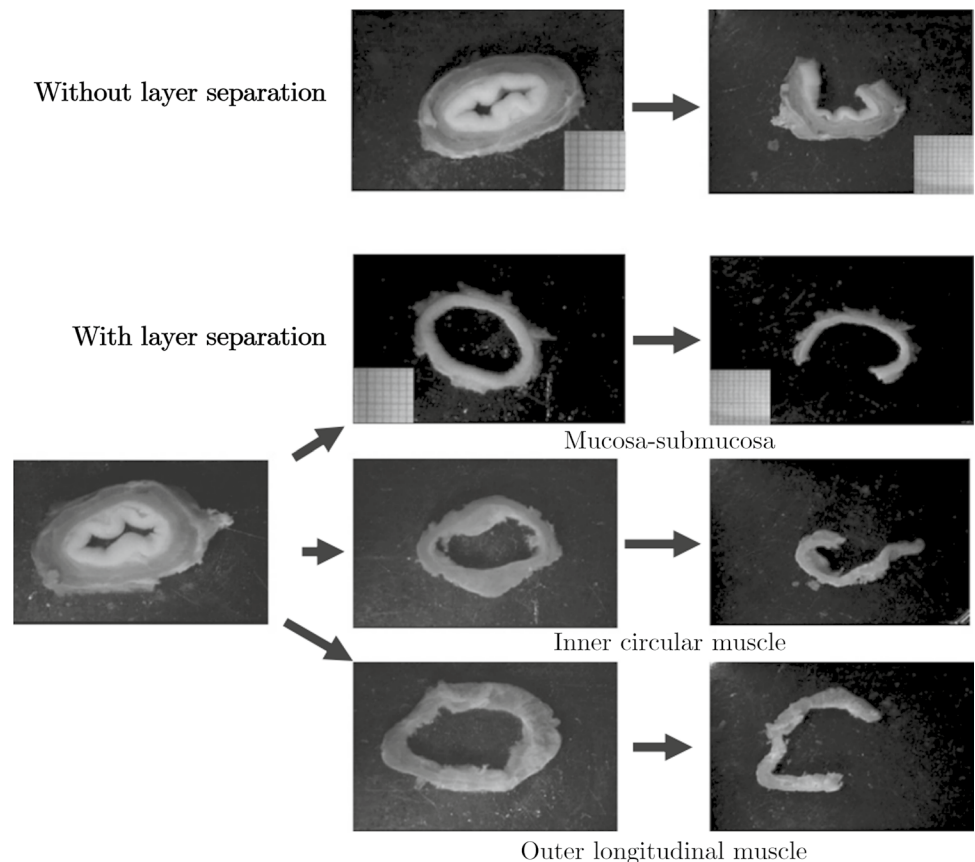 Without layer separation
With layer separation
Mucosa-submucosa
Inner circular muscle
Outer longitudinal muscle